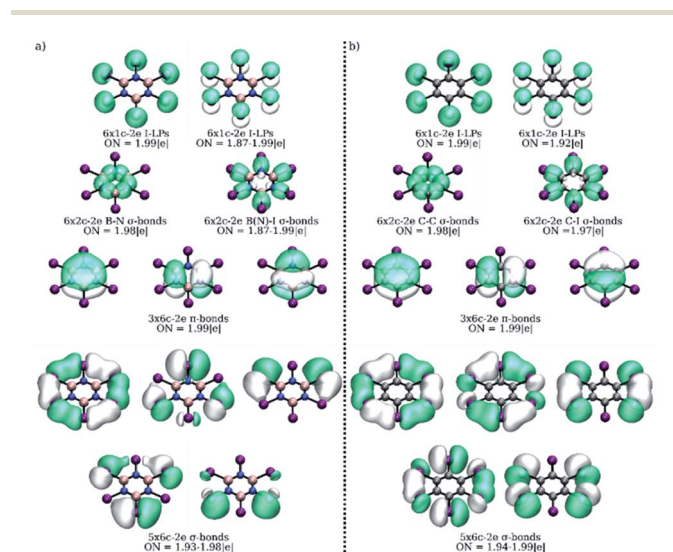 a)
b)
6x1c-2e I-LPs
ON = 1.99|e|
6x1c-2e I-LPs
ON = 1.87-1.99|e|
6x1c-2e I-LPs
ON = 1.99|e|
6x1c-2e I-LPs
ON =1.92|e|
6x2c-2e B-N σ-bonds
ON = 1.98|e|
6x2c-2e B(N)-I σ-bonds
ON = 1.87-1.99|e|
6x2c-2e C-C σ-bonds
ON = 1.98|e|
6x2c-2e C-I σ-bonds
ON =1.97|e|
3x6c-2e π-bonds
ON = 1.99|e|
3x6c-2e π-bonds
ON = 1.99|e|
5x6c-2e σ-bonds
ON = 1.93-1.98|e|
5x6c-2e σ-bonds
ON = 1.94-1.99|e|